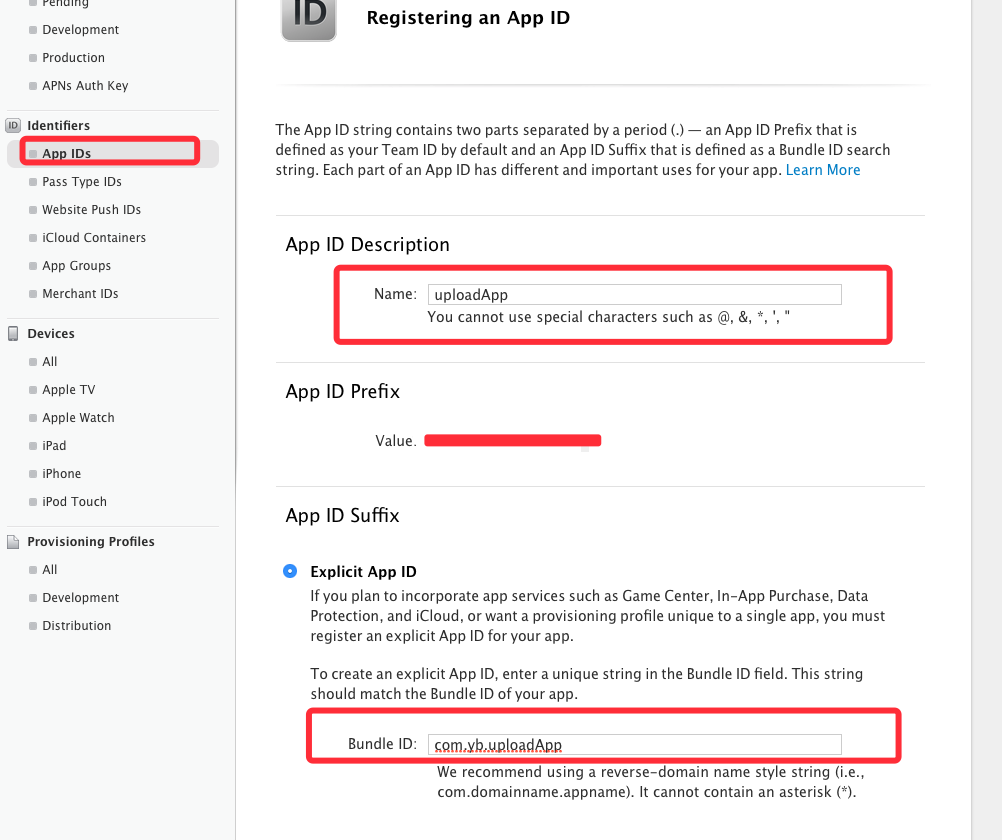 Pending
Development
Production
APNs Auth Key
ID
Identifiers
App IDs
Pass Type IDs
Website Push IDs
iCloud Containers
App Groups
Merchant IDs
Devices
All
Apple TV
Apple Watch
iPad
iPhone
iPod Touch
Provisioning Profiles
All
Development
Distribution
ID
Registering an App ID
The App ID string contains two parts separated by a period (.) — an App ID Prefix that is
defined as your Team ID by default and an App ID Suffix that is defined as a Bundle ID search
string. Each part of an App ID has different and important uses for your app. Learn More
App ID Description
Name: uploadApp
You cannot use special characters such as @, &, *, ', "
App ID Prefix
Value.
App ID Suffix
Explicit App ID
If you plan to incorporate app services such as Game Center, In-App Purchase, Data
Protection, and iCloud, or want a provisioning profile unique to a single app, you must
register an explicit App ID for your app.
To create an explicit App ID, enter a unique string in the Bundle ID field. This string
should match the Bundle ID of your app.
Bundle ID: com.yb.uploadApp
We recommend using a reverse-domain name style string (i.e.,
com.domainname.appname). It cannot contain an asterisk (*).